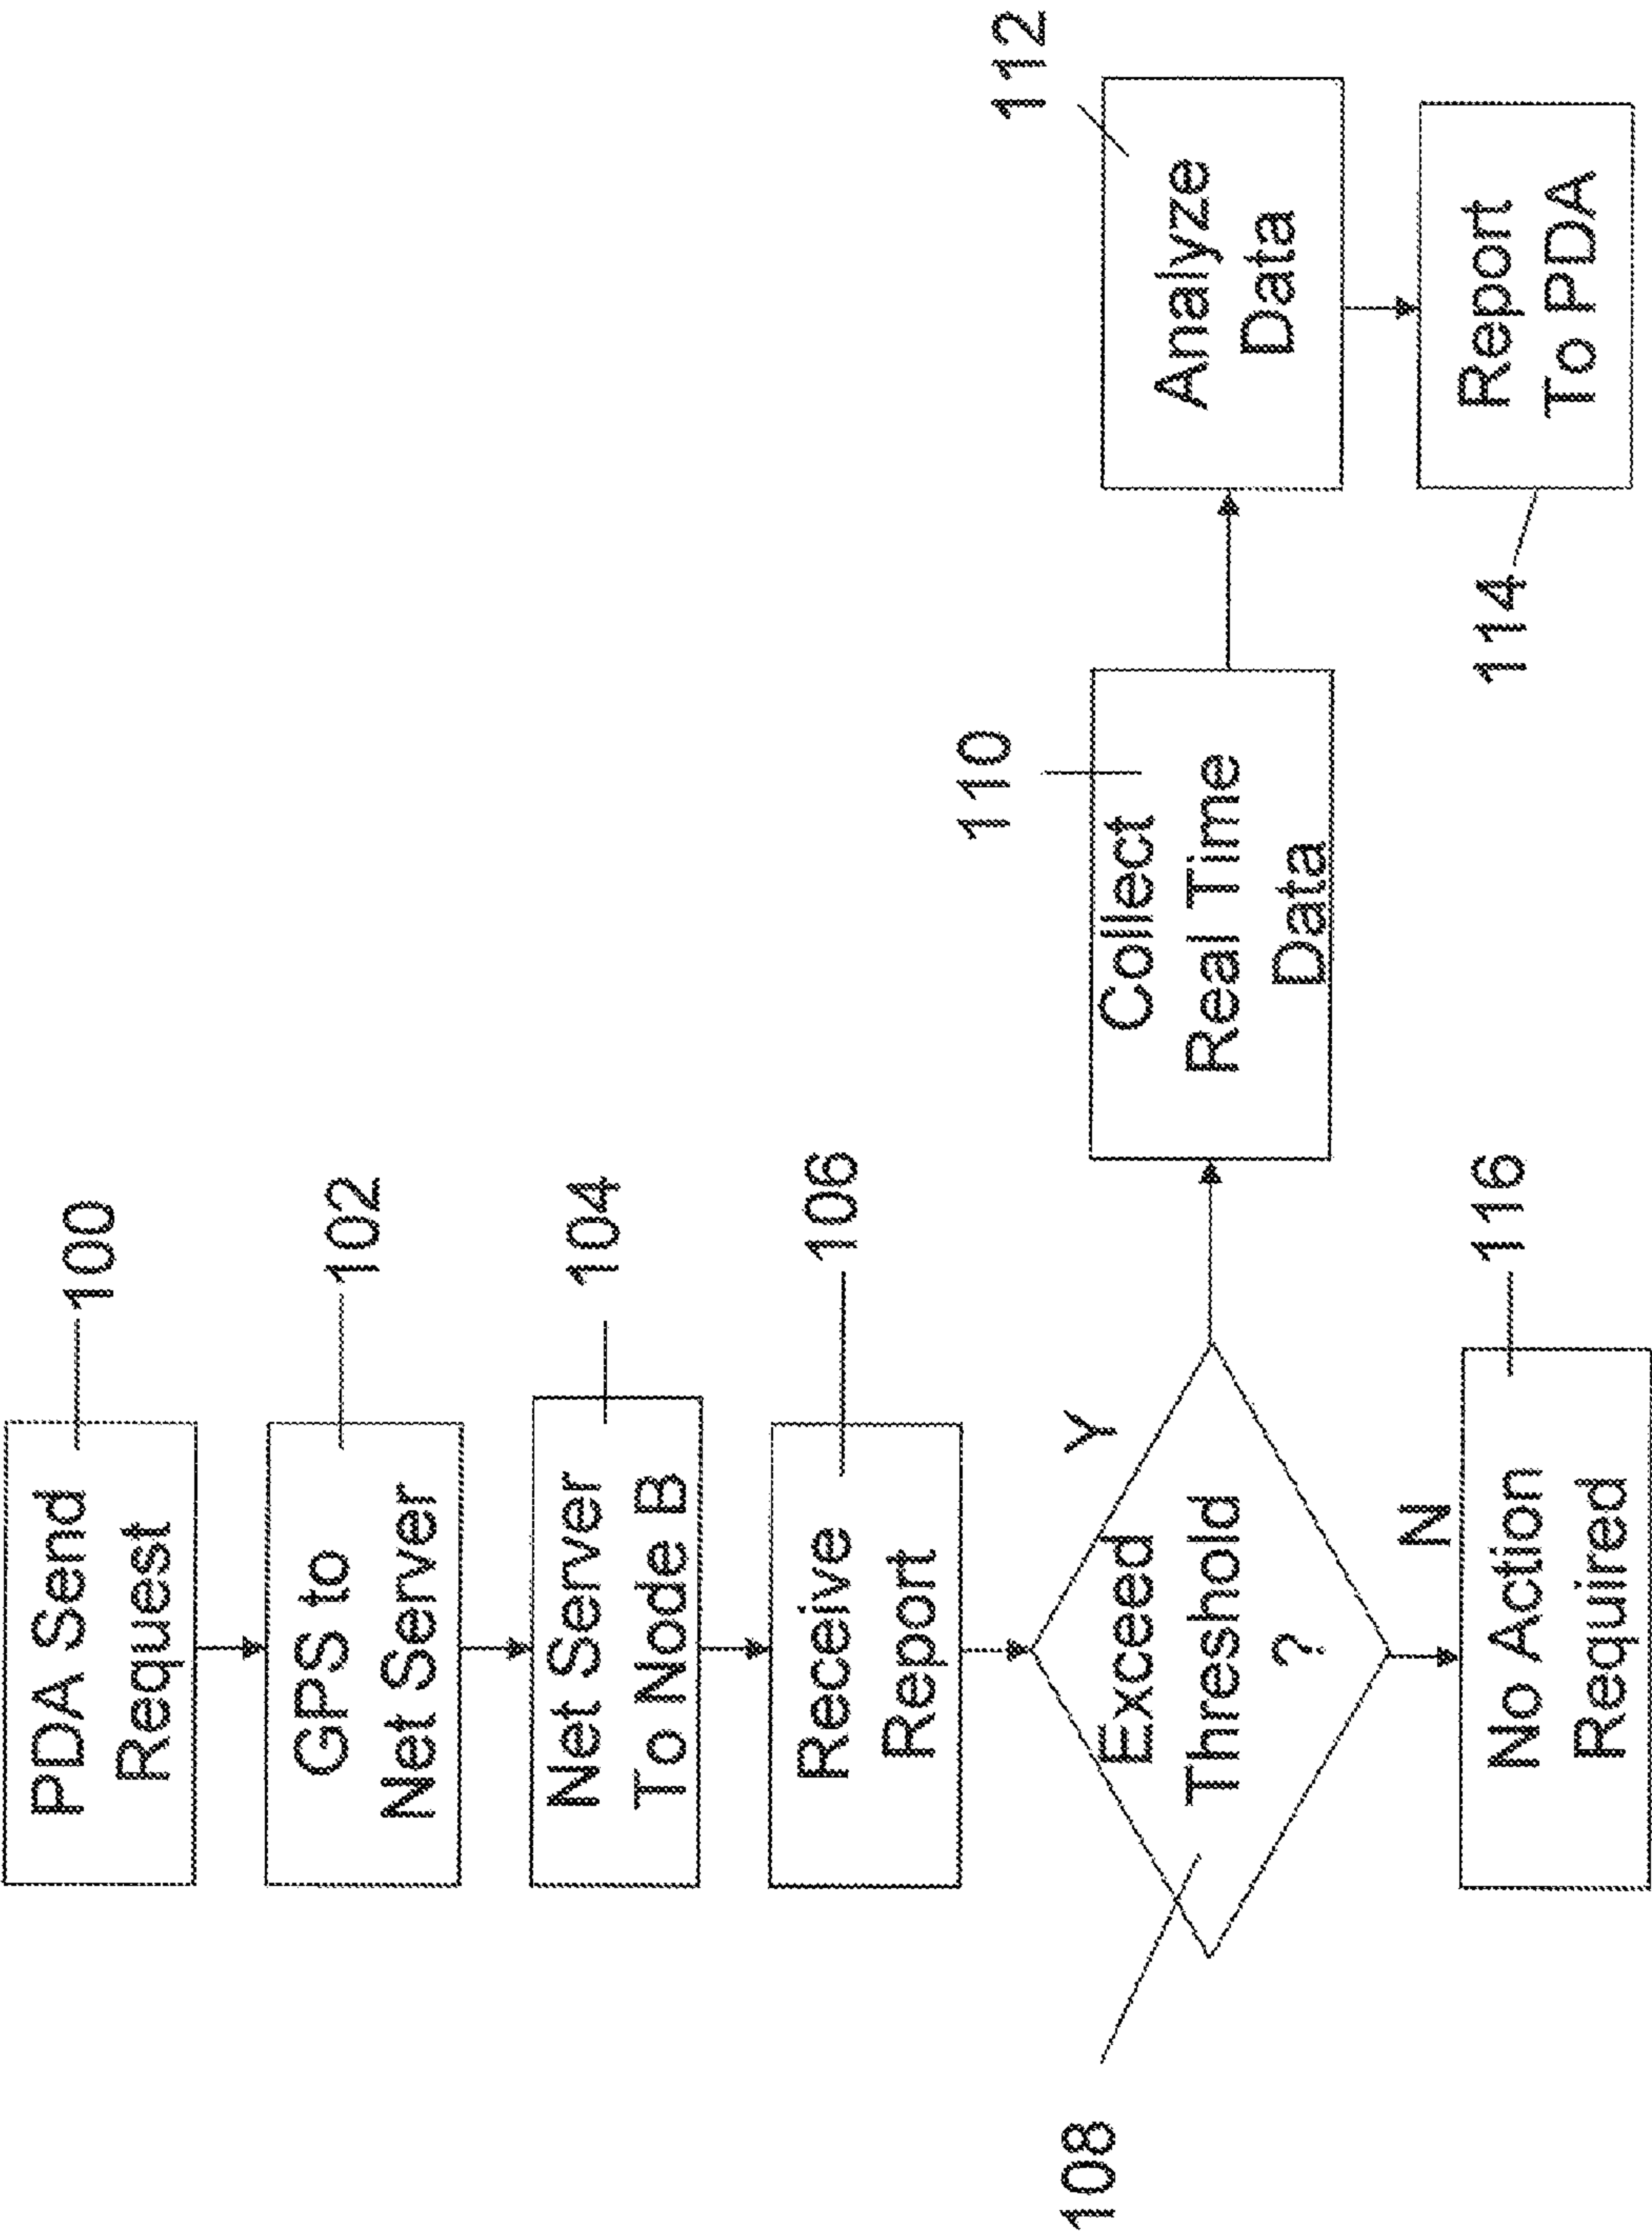 PDA Send
Request
100
GPS to
Net Server
102
Net Server
To Node B
104
Receive
Report
106
Exceed
Threshold
?
108
Y
N
Collect
Real Time
Data
110
Analyze
Data
112
Report
To PDA
114
No Action
Required
116